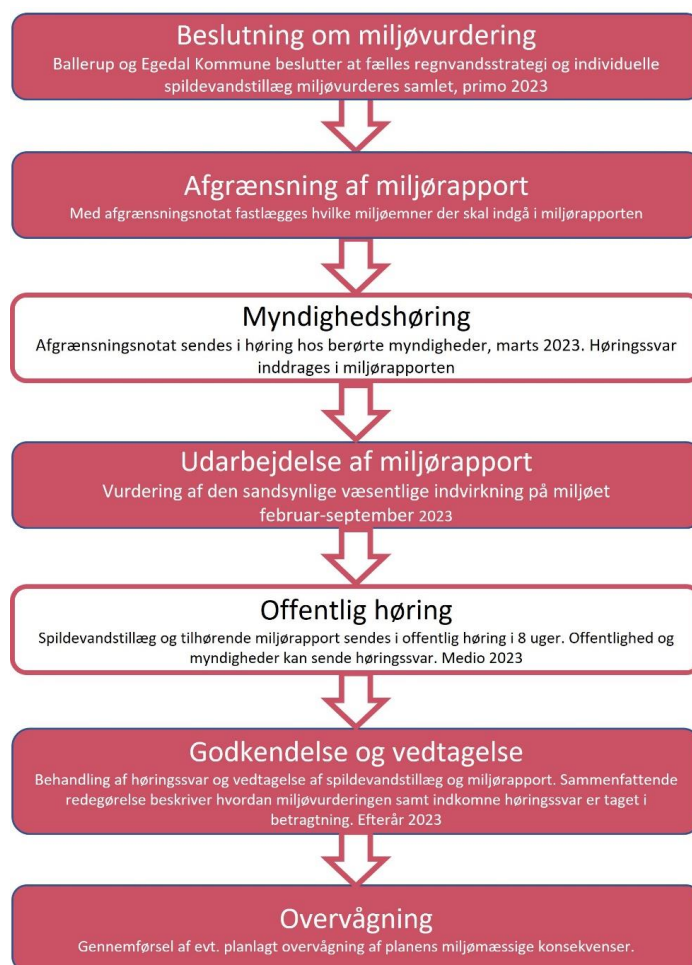 Beslutning om miljøvurdering
Ballerup og Egedal Kommune beslutter at fælles regnvandsstrategi og individuelle
spildevandstillæg miljøvurderes samlet, primo 2023
Afgrænsning af miljørapport
Med afgrænsningsnotat fastlægges hvilke miljøemner der skal indgå i miljørapporten
Myndighedshøring
Afgrænsningsnotat sendes i høring hos berørte myndigheder, marts 2023. Høringssvar
inddrages i miljørapporten
Udarbejdelse af miljørapport
Vurdering af den sandsynlige væsentlige indvirkning på miljøet
februar-september 2023
Offentlig høring
Spildevandstillæg og tilhørende miljørapport sendes i offentlig høring i 8 uger. Offentlighed og
myndigheder kan sende høringssvar. Medio 2023
Godkendelse og vedtagelse
Behandling af høringssvar og vedtagelse af spildevandstillæg og miljørapport. Sammenfattende
redegørelse beskriver hvordan miljøvurderingen samt indkomne høringssvar er taget i
betragtning. Efterår 2023
Overvågning
Gennemførsel af evt. planlagt overvågning af planens miljømæssige konsekvenser.